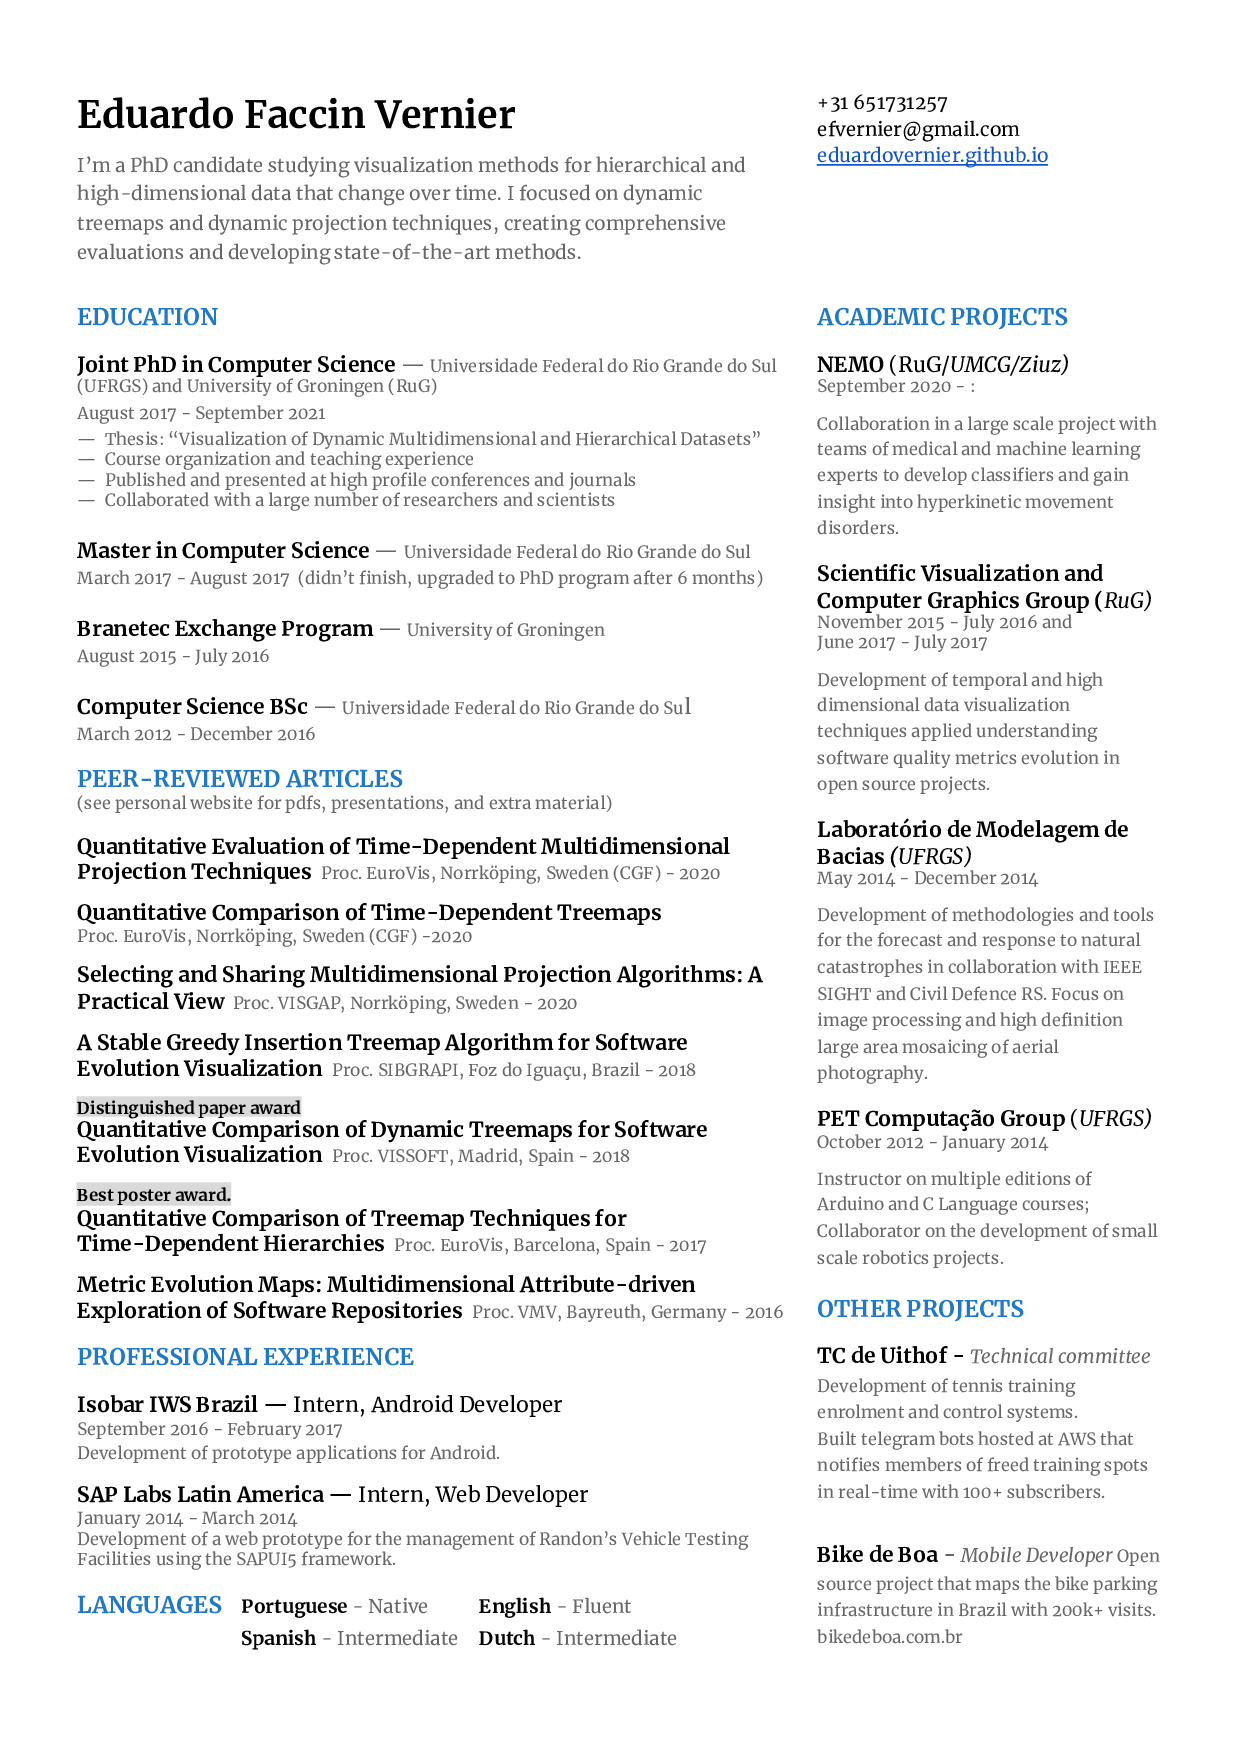 Eduardo Faccin Vernier
I’m a PhD candidate studying visualization methods for hierarchical and
high-dimensional data that change over time. I focused on dynamic
treemaps and dynamic projection techniques, creating comprehensive
evaluations and developing state-of-the-art methods.
+31 651731257
efvernier@gmail.com
eduardovernier.github.io
EDUCATION
Joint PhD in Computer Science — Universidade Federal do Rio Grande do Sul
(UFRGS) and University of Groningen (RuG)
August 2017 - September 2021
— Thesis: “Visualization of Dynamic Multidimensional and Hierarchical Datasets”
— Course organization and teaching experience
— Published and presented at high profile conferences and journals
— Collaborated with a large number of researchers and scientists
Master in Computer Science — Universidade Federal do Rio Grande do Sul
March 2017 - August 2017 (didn’t finish, upgraded to PhD program after 6 months)
Branetec Exchange Program — University of Groningen
August 2015 - July 2016
Computer Science BSc — Universidade Federal do Rio Grande do Sul
March 2012 - December 2016
PEER-REVIEWED ARTICLES
(see personal website for pdfs, presentations, and extra material)
Quantitative Evaluation of Time-Dependent Multidimensional
Projection Techniques Proc. EuroVis, Norrköping, Sweden (CGF) - 2020
Quantitative Comparison of Time-Dependent Treemaps
Proc. EuroVis, Norrköping, Sweden (CGF) -2020
Selecting and Sharing Multidimensional Projection Algorithms: A
Practical View Proc. VISGAP, Norrköping, Sweden - 2020
A Stable Greedy Insertion Treemap Algorithm for Software
Evolution Visualization Proc. SIBGRAPI, Foz do Iguaçu, Brazil - 2018
Distinguished paper award
Quantitative Comparison of Dynamic Treemaps for Software
Evolution Visualization Proc. VISSOFT, Madrid, Spain - 2018
Best poster award.
Quantitative Comparison of Treemap Techniques for
Time-Dependent Hierarchies Proc. EuroVis, Barcelona, Spain - 2017
Metric Evolution Maps: Multidimensional Attribute-driven
Exploration of Software Repositories Proc. VMV, Bayreuth, Germany - 2016
PROFESSIONAL EXPERIENCE
Isobar IWS Brazil — Intern, Android Developer
September 2016 - February 2017
Development of prototype applications for Android.
SAP Labs Latin America — Intern, Web Developer
January 2014 - March 2014
Development of a web prototype for the management of Randon’s Vehicle Testing
Facilities using the SAPUI5 framework.
LANGUAGES Portuguese - Native English - Fluent
Spanish - Intermediate Dutch - Intermediate
ACADEMIC PROJECTS
NEMO (RuG/UMCG/Ziuz)
September 2020 - :
Collaboration in a large scale project with
teams of medical and machine learning
experts to develop classifiers and gain
insight into hyperkinetic movement
disorders.
Scientific Visualization and
Computer Graphics Group (RuG)
November 2015 - July 2016 and
June 2017 - July 2017
Development of temporal and high
dimensional data visualization
techniques applied understanding
software quality metrics evolution in
open source projects.
Laboratório de Modelagem de
Bacias (UFRGS)
May 2014 - December 2014
Development of methodologies and tools
for the forecast and response to natural
catastrophes in collaboration with IEEE
SIGHT and Civil Defence RS. Focus on
image processing and high definition
large area mosaicing of aerial
photography.
PET Computação Group (UFRGS)
October 2012 - January 2014
Instructor on multiple editions of
Arduino and C Language courses;
Collaborator on the development of small
scale robotics projects.
OTHER PROJECTS
TC de Uithof - Technical committee
Development of tennis training
enrolment and control systems.
Built telegram bots hosted at AWS that
notifies members of freed training spots
in real-time with 100+ subscribers.
Bike de Boa - Mobile Developer Open
source project that maps the bike parking
infrastructure in Brazil with 200k+ visits.
bikedeboa.com.br